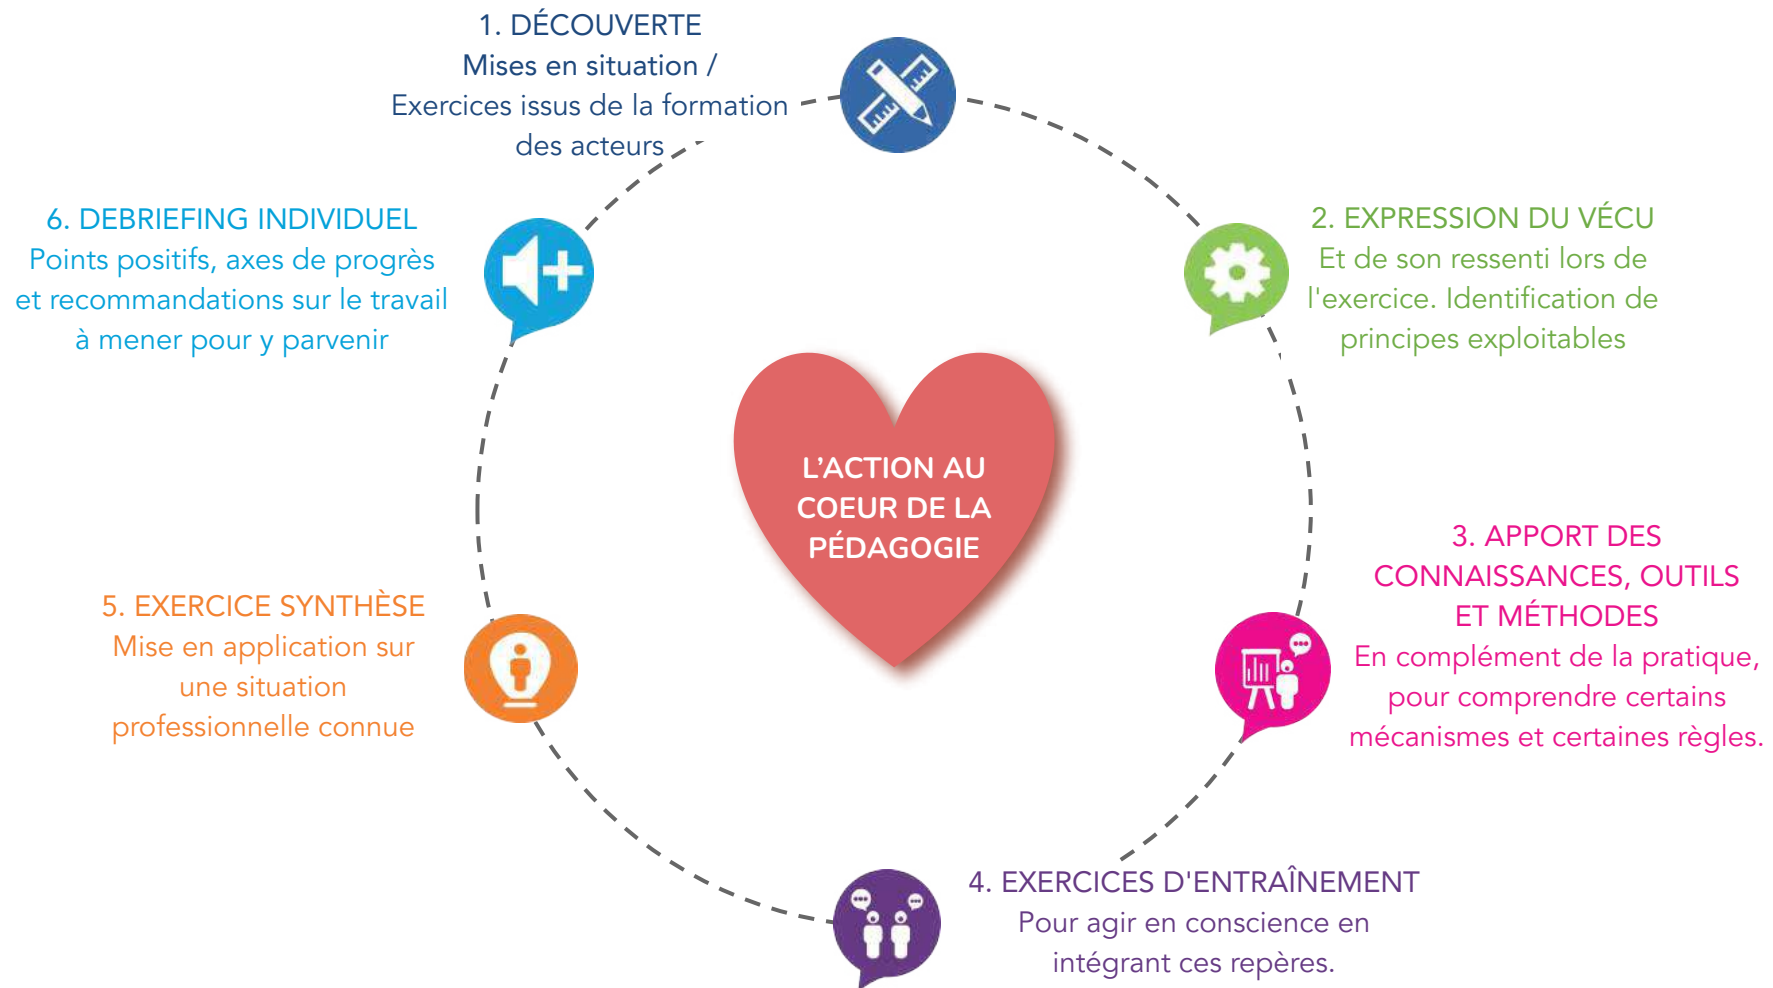 1. DÉCOUVERTE
Mises en situation /
Exercices issus de la formation
des acteurs
2. EXPRESSION DU VÉCU
Et de son ressenti lors de
l'exercice. Identification de
principes exploitables
3. APPORT DES
CONNAISSANCES, OUTILS
ET MÉTHODES
En complément de la pratique,
pour comprendre certains
mécanismes et certaines règles.
4. EXERCICES D'ENTRAÎNEMENT
Pour agir en conscience en
intégrant ces repères.
5. EXERCICE SYNTHÈSE
Mise en application sur
une situation
professionnelle connue
6. DEBRIEFING INDIVIDUEL
Points positifs, axes de progrès
et recommandations sur le travail
à mener pour y parvenir
L’ACTION AU
COEUR DE LA
PÉDAGOGIE